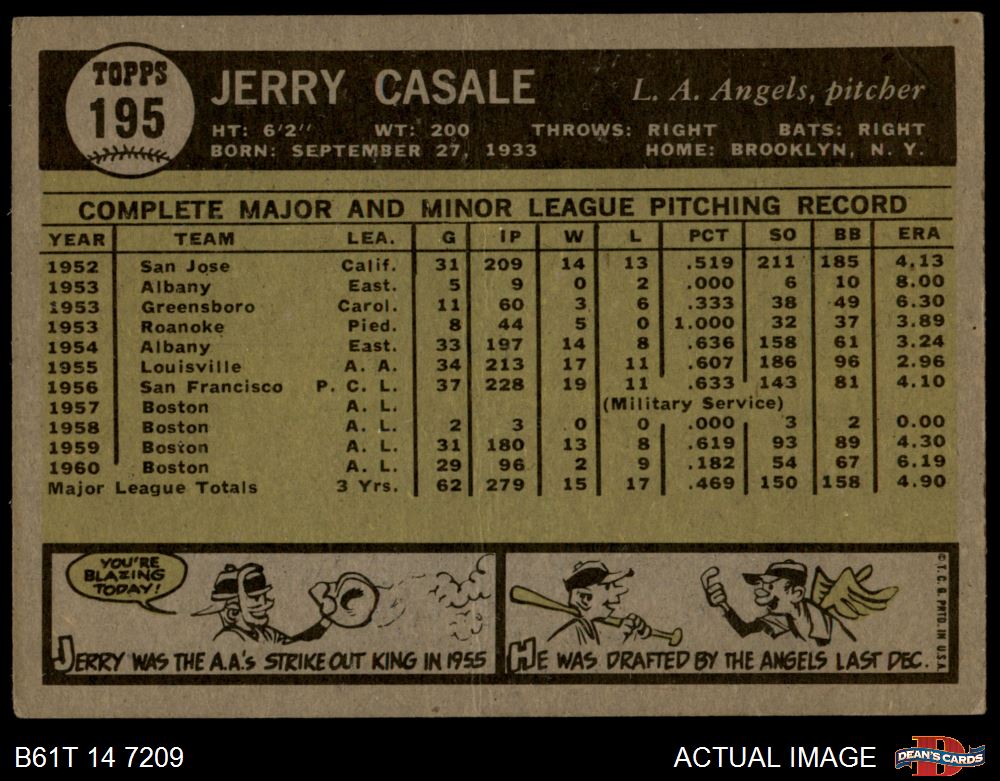 TOPPS
195
JERRY CASALE
L. A. Angels, pitcher
HT: 6'2" WT: 200 THROWS: RIGHT BATS: RIGHT
BORN: SEPTEMBER 27, 1933 HOME: BROOKLYN, N. Y.
COMPLETE MAJOR AND MINOR LEAGUE PITCHING RECORD
YEAR TEAM LEA. G IP W L PCT SO BB ERA
1952 San Jose Calif. 31 209 14 13 .519 211 185 4.13
1953 Albany East. 5 9 0 2 .000 6 10 8.00
1953 Greensboro Carol. 11 60 3 6 .333 38 49 6.30
1953 Roanoke Pied. 8 44 5 0 1.000 32 37 3.89
1954 Albany East. 33 197 14 8 .636 158 61 3.24
1955 Louisville A. A. 34 213 17 11 .607 186 96 2.96
1956 San Francisco P. C. L. 37 228 19 11 .633 143 81 4.10
1957 Boston A. L. (Military Service)
1958 Boston A. L. 2 3 0 0 .000 3 2 0.00
1959 Boston A. L. 31 180 13 8 .619 93 89 4.30
1960 Boston A. L. 29 96 2 9 .182 54 67 6.19
Major League Totals 3 Yrs. 62 279 15 17 .469 150 158 4.90
YOU'RE
BLAZING
TODAY!
JERRY WAS THE A.A.'s STRIKE OUT KING IN 1955
HE WAS DRAFTED BY THE ANGELS LAST DEC.
© T. C. G. PRTD. IN U.S.A.
B61T 14 7209
ACTUAL IMAGE
D
DEAN'S CARDS